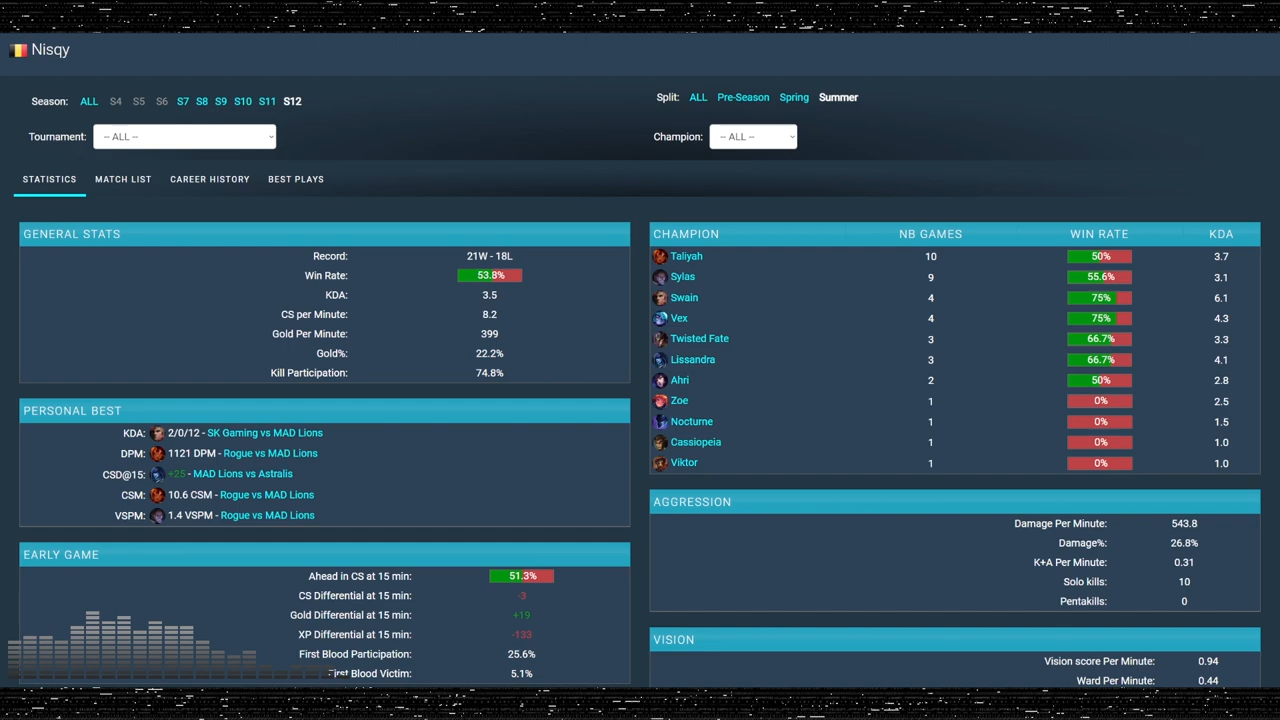 Nisqy
Season: ALL S4 S5 S6 S7 S8 S9 S10 S11 S12
Split: ALL Pre-Season Spring Summer
Tournament: -- ALL --
Champion: -- ALL --
STATISTICS MATCH LIST CAREER HISTORY BEST PLAYS
GENERAL STATS
Record: 21W - 18L
Win Rate: 53.8%
KDA: 3.5
CS per Minute: 8.2
Gold Per Minute: 399
Gold%: 22.2%
Kill Participation: 74.8%
PERSONAL BEST
KDA: 2/0/12 - SK Gaming vs MAD Lions
DPM: 1121 DPM - Rogue vs MAD Lions
CSD@15: +25 - MAD Lions vs Astralis
CSM: 10.6 CSM - Rogue vs MAD Lions
VSPM: 1.4 VSPM - Rogue vs MAD Lions
EARLY GAME
Ahead in CS at 15 min: 51.3%
CS Differential at 15 min: -3
Gold Differential at 15 min: +19
XP Differential at 15 min: -133
First Blood Participation: 25.6%
First Blood Victim: 5.1%
CHAMPION NB GAMES WIN RATE KDA
Taliyah 10 50% 3.7
Sylas 9 55.6% 3.1
Swain 4 75% 6.1
Vex 4 75% 4.3
Twisted Fate 3 66.7% 3.3
Lissandra 3 66.7% 4.1
Ahri 2 50% 2.8
Zoe 1 0% 2.5
Nocturne 1 0% 1.5
Cassiopeia 1 0% 1.0
Viktor 1 0% 1.0
AGGRESSION
Damage Per Minute: 543.8
Damage%: 26.8%
K+A Per Minute: 0.31
Solo kills: 10
Pentakills: 0
VISION
Vision score Per Minute: 0.94
Ward Per Minute: 0.44